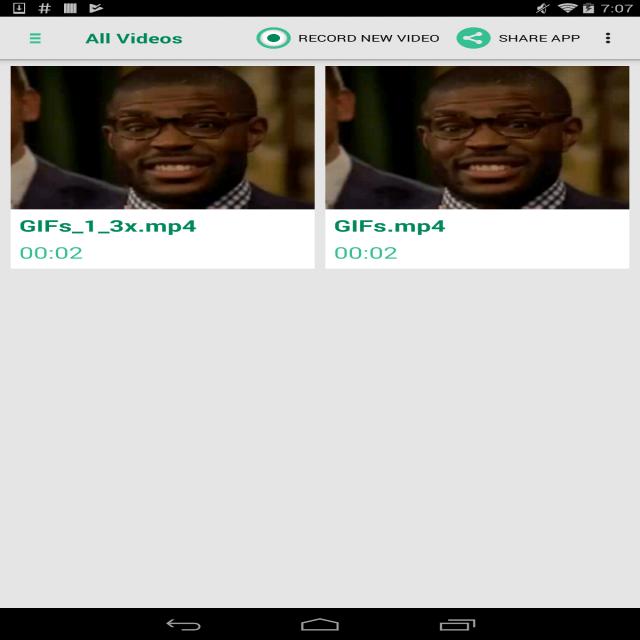 7:07
All Videos
RECORD NEW VIDEO
SHARE APP
GIFs_1_3x.mp4
00:02
GIFs.mp4
00:02